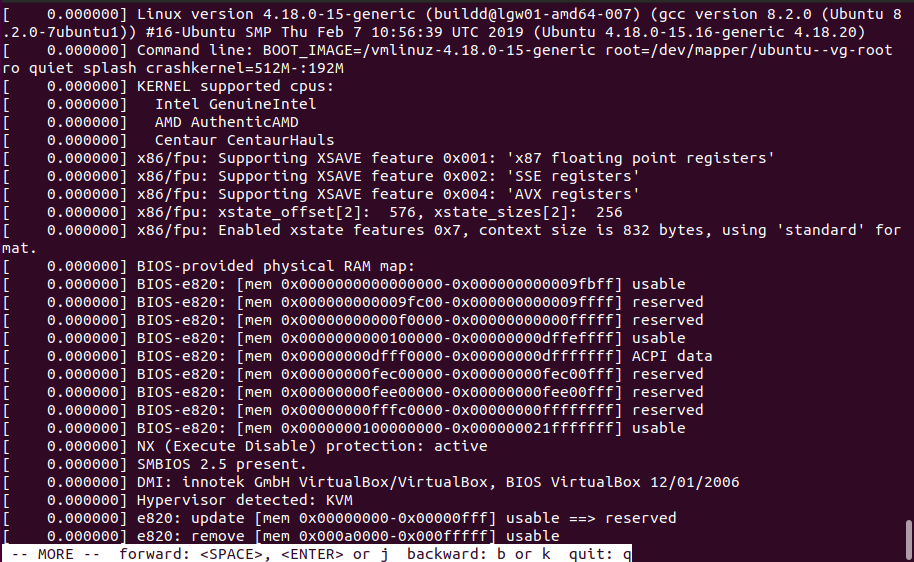 [    0.000000] Linux version 4.18.0-15-generic (buildd@lgw01-amd64-007) (gcc version 8.2.0 (Ubuntu 8
.2.0-7ubuntu1)) #16-Ubuntu SMP Thu Feb 7 10:56:39 UTC 2019 (Ubuntu 4.18.0-15.16-generic 4.18.20)
[    0.000000] Command line: BOOT_IMAGE=/vmlinuz-4.18.0-15-generic root=/dev/mapper/ubuntu--vg-root
ro quiet splash crashkernel=512M-:192M
[    0.000000] KERNEL supported cpus:
[    0.000000]   Intel GenuineIntel
[    0.000000]   AMD AuthenticAMD
[    0.000000]   Centaur CentaurHauls
[    0.000000] x86/fpu: Supporting XSAVE feature 0x001: 'x87 floating point registers'
[    0.000000] x86/fpu: Supporting XSAVE feature 0x002: 'SSE registers'
[    0.000000] x86/fpu: Supporting XSAVE feature 0x004: 'AVX registers'
[    0.000000] x86/fpu: xstate_offset[2]:  576, xstate_sizes[2]:  256
[    0.000000] x86/fpu: Enabled xstate features 0x7, context size is 832 bytes, using 'standard' for
mat.
[    0.000000] BIOS-provided physical RAM map:
[    0.000000] BIOS-e820: [mem 0x0000000000000000-0x000000000009fbff] usable
[    0.000000] BIOS-e820: [mem 0x000000000009fc00-0x000000000009ffff] reserved
[    0.000000] BIOS-e820: [mem 0x00000000000f0000-0x00000000000fffff] reserved
[    0.000000] BIOS-e820: [mem 0x0000000000100000-0x00000000dffeffff] usable
[    0.000000] BIOS-e820: [mem 0x00000000dfff0000-0x00000000dfffffff] ACPI data
[    0.000000] BIOS-e820: [mem 0x00000000fec00000-0x00000000fec00fff] reserved
[    0.000000] BIOS-e820: [mem 0x00000000fee00000-0x00000000fee00fff] reserved
[    0.000000] BIOS-e820: [mem 0x00000000fffc0000-0x00000000ffffffff] reserved
[    0.000000] BIOS-e820: [mem 0x0000000100000000-0x000000021fffffff] usable
[    0.000000] NX (Execute Disable) protection: active
[    0.000000] SMBIOS 2.5 present.
[    0.000000] DMI: innotek GmbH VirtualBox/VirtualBox, BIOS VirtualBox 12/01/2006
[    0.000000] Hypervisor detected: KVM
[    0.000000] e820: update [mem 0x00000000-0x00000fff] usable ==> reserved
[    0.000000] e820: remove [mem 0x000a0000-0x000fffff] usable
-- MORE --  forward: <SPACE>, <ENTER> or j  backward: b or k  quit: q